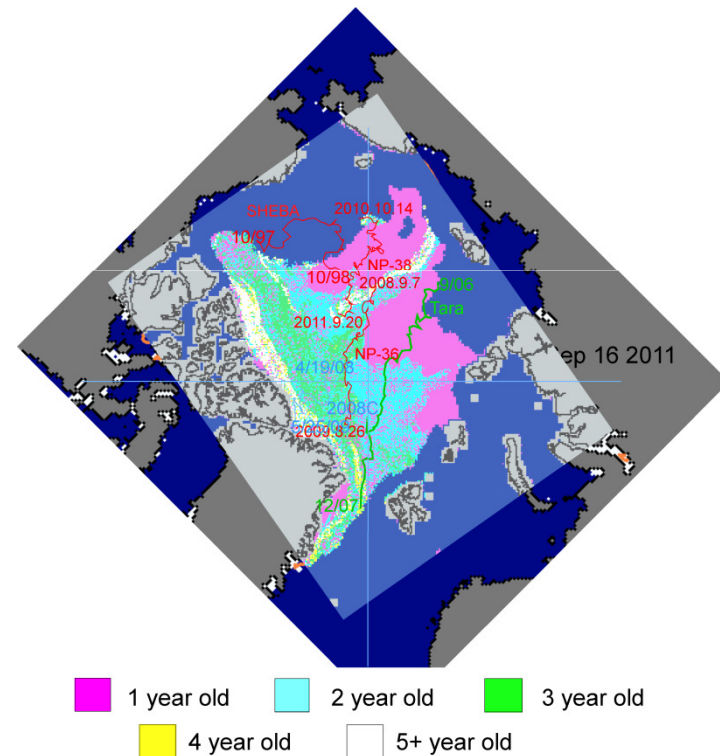 SHEBA
2010.10.14
10/97
10/98
NP-38
2008.9.7
9/06
Tara
2011.9.20
NP-36
ep 16 2011
4/19/08
2008C
2009.8.26
12/07
1 year old
2 year old
3 year old
4 year old
5+ year old